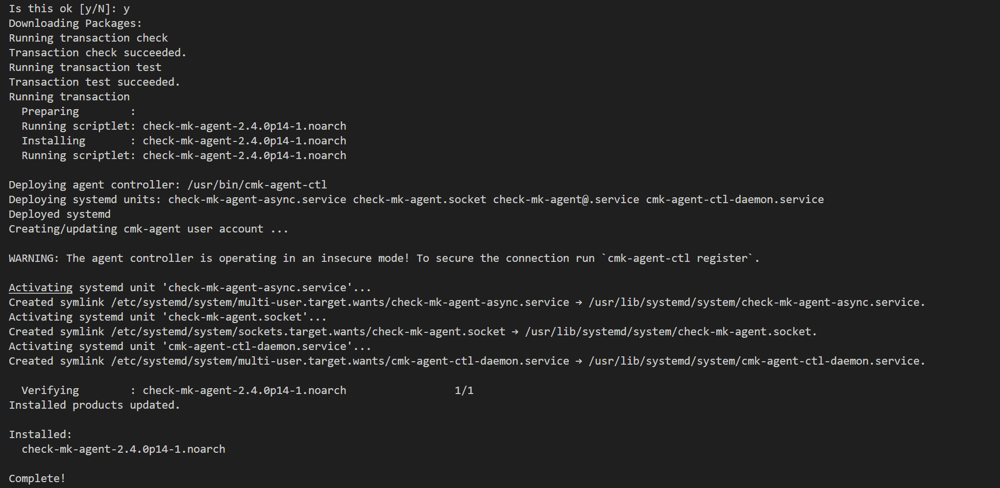 Is this ok [y/N]: y
Downloading Packages:
Running transaction check
Transaction check succeeded.
Running transaction test
Transaction test succeeded.
Running transaction
  Preparing        :
  Running scriptlet: check-mk-agent-2.4.0p14-1.noarch
  Installing       : check-mk-agent-2.4.0p14-1.noarch
  Running scriptlet: check-mk-agent-2.4.0p14-1.noarch

Deploying agent controller: /usr/bin/cmk-agent-ctl
Deploying systemd units: check-mk-agent-async.service check-mk-agent.socket check-mk-agent@.service cmk-agent-ctl-daemon.service
Deployed systemd
Creating/updating cmk-agent user account ...

WARNING: The agent controller is operating in an insecure mode! To secure the connection run `cmk-agent-ctl register`.

Activating systemd unit 'check-mk-agent-async.service'...
Created symlink /etc/systemd/system/multi-user.target.wants/check-mk-agent-async.service → /usr/lib/systemd/system/check-mk-agent-async.service.
Activating systemd unit 'check-mk-agent.socket'...
Created symlink /etc/systemd/system/sockets.target.wants/check-mk-agent.socket → /usr/lib/systemd/system/check-mk-agent.socket.
Activating systemd unit 'cmk-agent-ctl-daemon.service'...
Created symlink /etc/systemd/system/multi-user.target.wants/cmk-agent-ctl-daemon.service → /usr/lib/systemd/system/cmk-agent-ctl-daemon.service.

  Verifying        : check-mk-agent-2.4.0p14-1.noarch                 1/1
Installed products updated.

Installed:
  check-mk-agent-2.4.0p14-1.noarch

Complete!